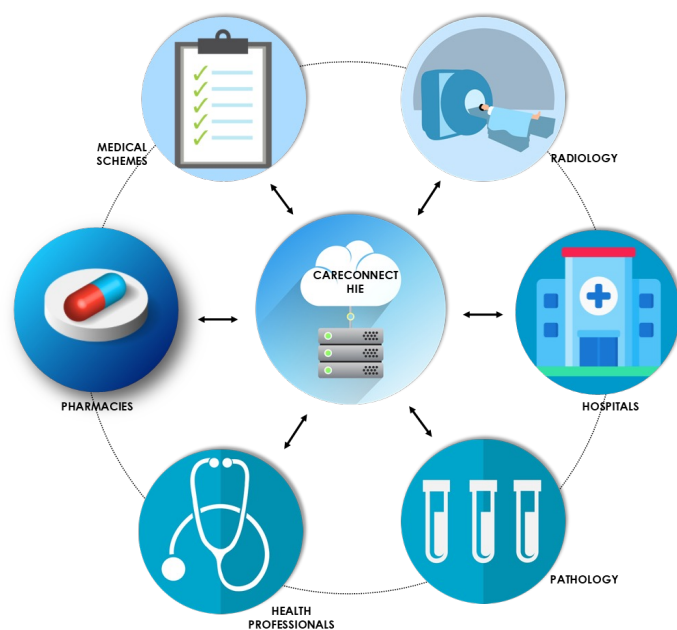 MEDICAL
SCHEMES
RADIOLOGY
CARECONNECT
HIE
PHARMACIES
HOSPITALS
PATHOLOGY
HEALTH
PROFESSIONALS